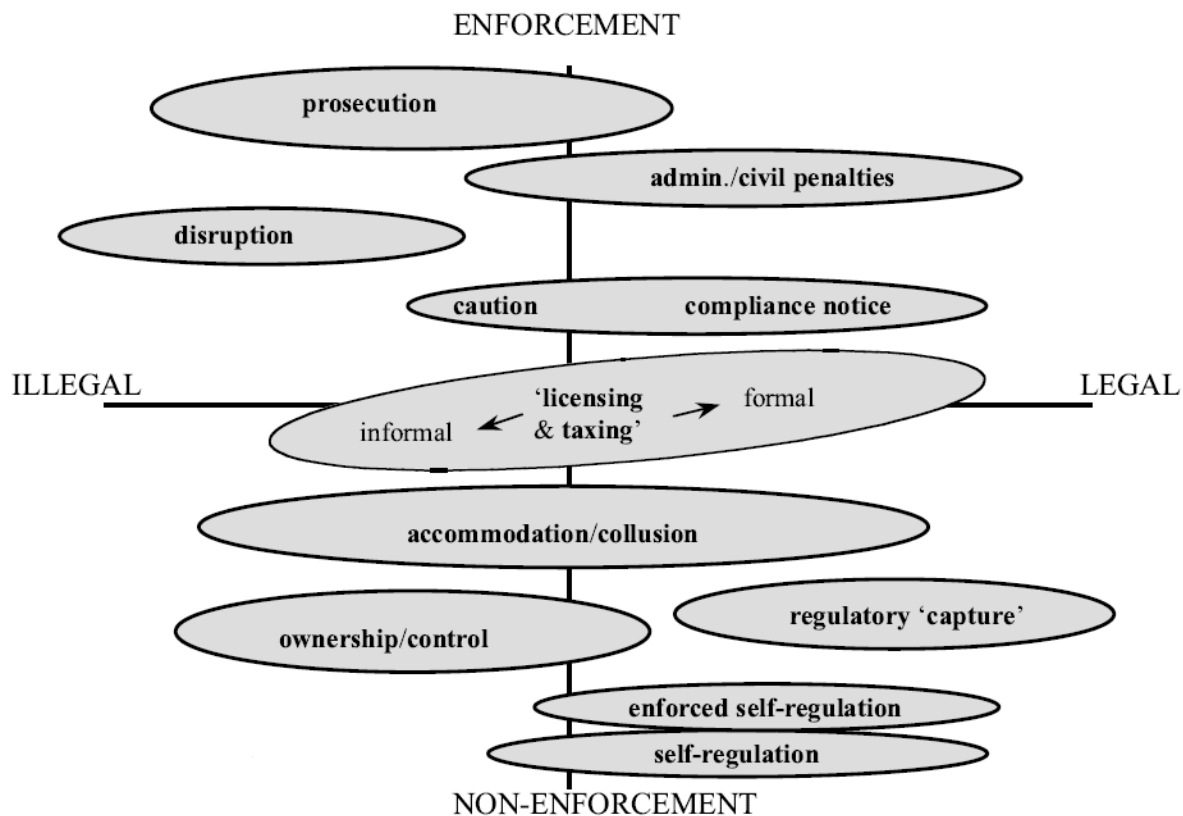 ENFORCEMENT
prosecution
admin./civil penalties
disruption
caution compliance notice
ILLEGAL
LEGAL
‘licensing
& taxing’
formal
informal
accommodation/collusion
regulatory ‘capture’
ownership/control
enforced self-regulation
self-regulation
NON-ENFORCEMENT